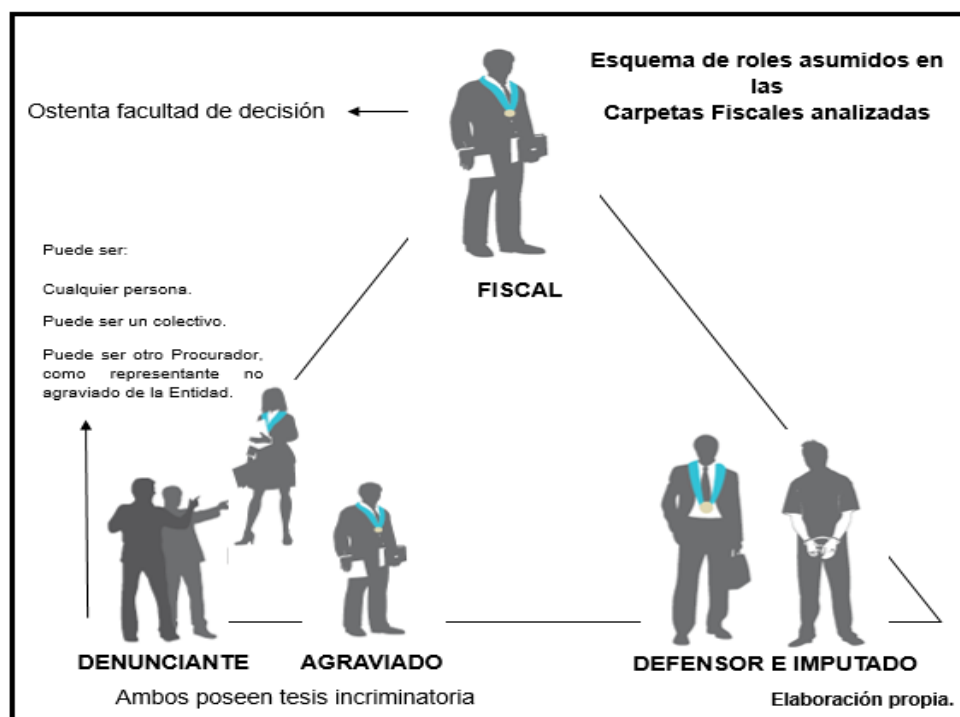 Esquema de roles asumidos en
las
Carpetas Fiscales analizadas
Ostenta facultad de decisión
FISCAL
Puede ser:
Cualquier persona.
Puede ser un colectivo.
Puede ser otro Procurador,
como representante no
agraviado de la Entidad.
DENUNCIANTE
AGRAVIADO
Ambos poseen tesis incriminatoria
DEFENSOR E IMPUTADO
Elaboración propia.